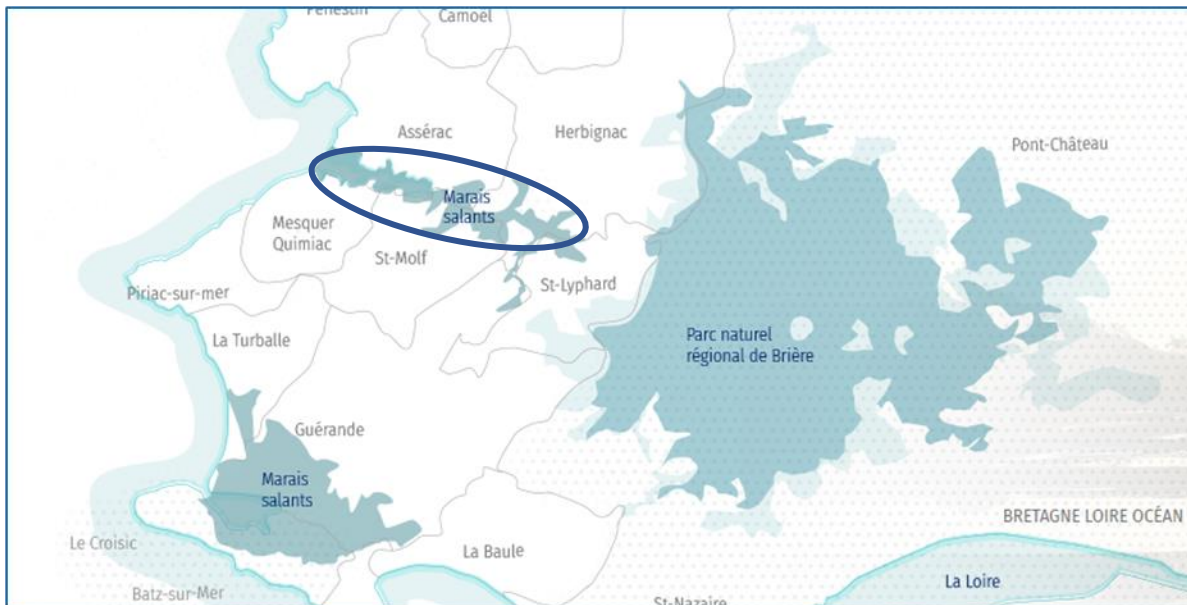 Pénestin
Camoel
Assérac
Herbignac
Pont-Château
Marais
salants
Mesquer
Quimiac
St-Molf
St-Lyphard
Piriac-sur-mer
La Turballe
Parc naturel
régional de Brière
Guérande
Marais
salants
BRETAGNE LOIRE OCÉAN
Le Croisic
La Baule
La Loire
Batz-sur-Mer
St-Nazaire